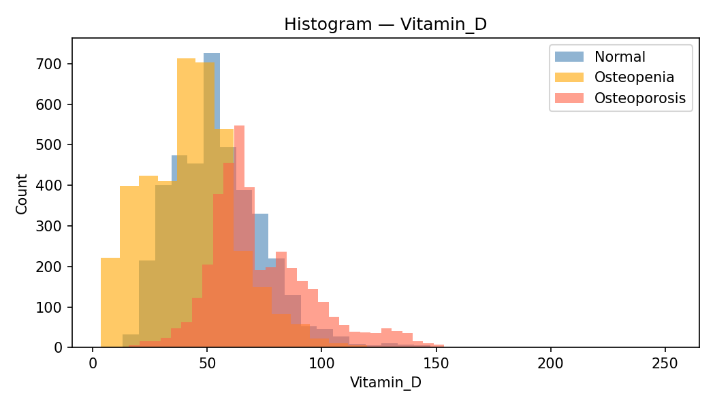 Histogram — Vitamin_D
Normal
Osteopenia
Osteoporosis
Count
700
600
500
400
300
200
100
0
0 50 100 150 200 250
Vitamin_D